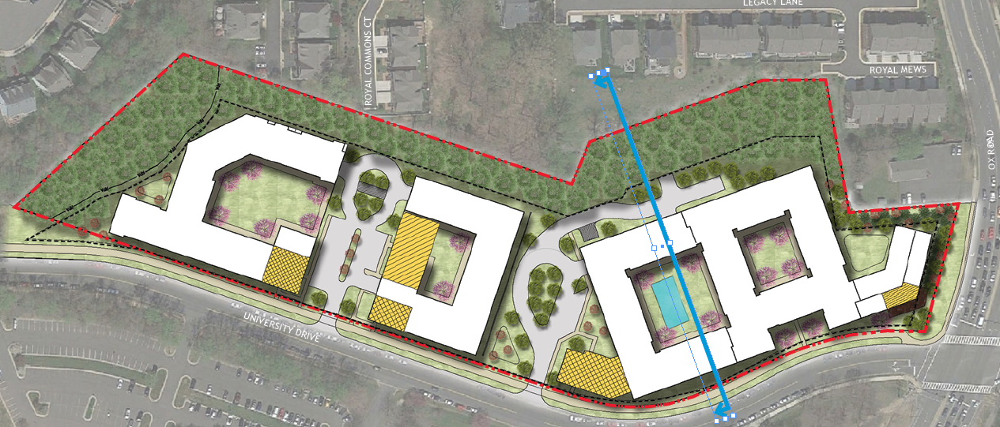 LEGACY LANE
ROYAL COMMONS CT
ROYAL MEWS
OX ROAD
UNIVERSITY DRIVE